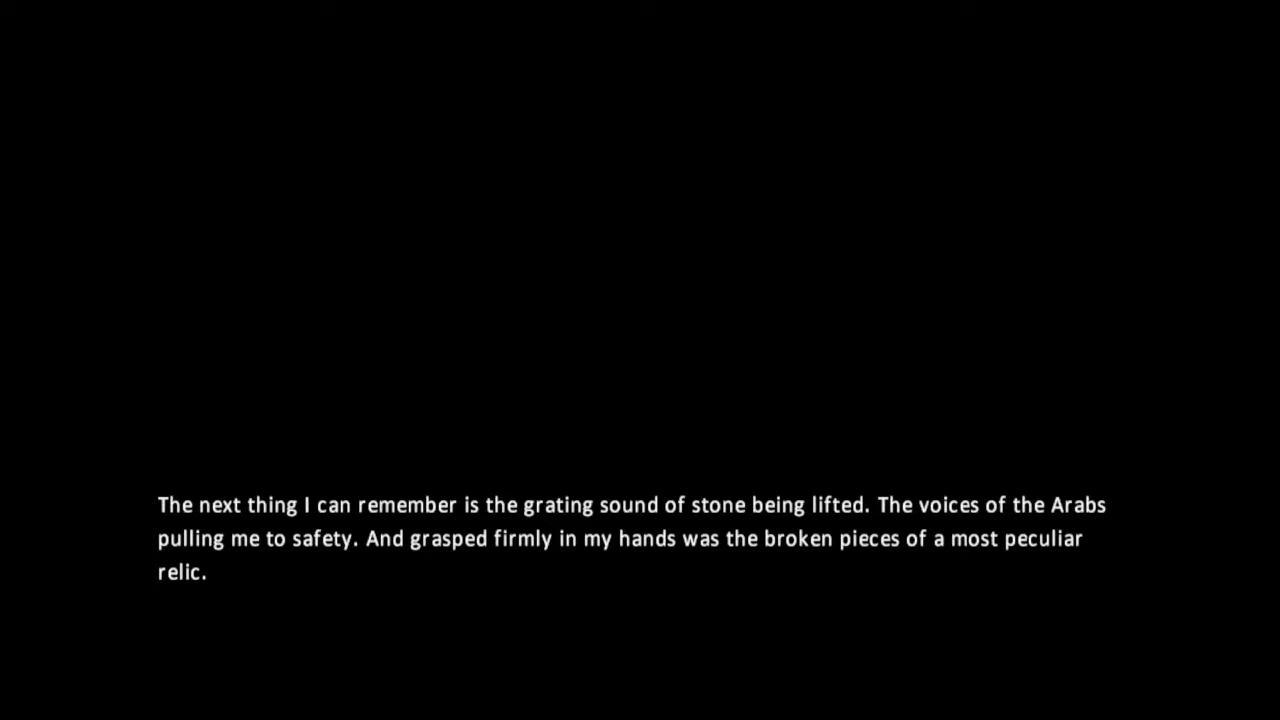 The next thing I can remember is the grating sound of stone being lifted. The voices of the Arabs
pulling me to safety. And grasped firmly in my hands was the broken pieces of a most peculiar
relic.